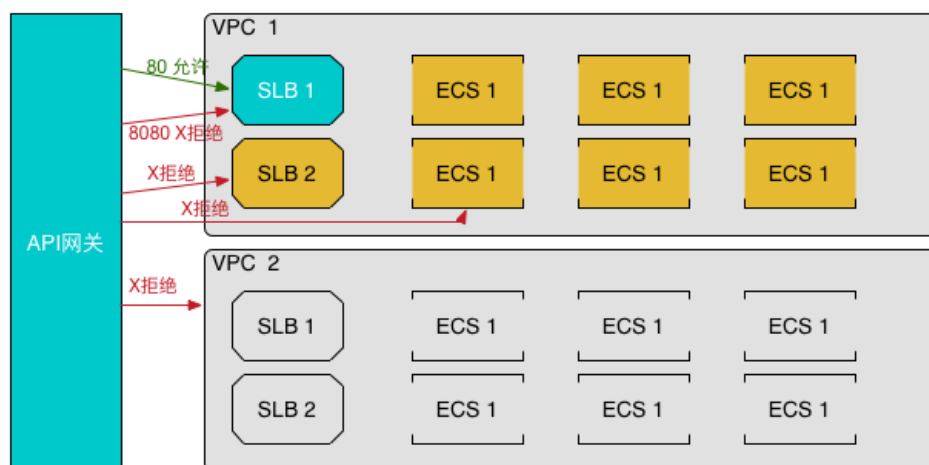 API网关
VPC 1
80 允许
8080 X拒绝
X拒绝
X拒绝
SLB 1
ECS 1
ECS 1
ECS 1
SLB 2
ECS 1
ECS 1
ECS 1
VPC 2
X拒绝
SLB 1
ECS 1
ECS 1
ECS 1
SLB 2
ECS 1
ECS 1
ECS 1